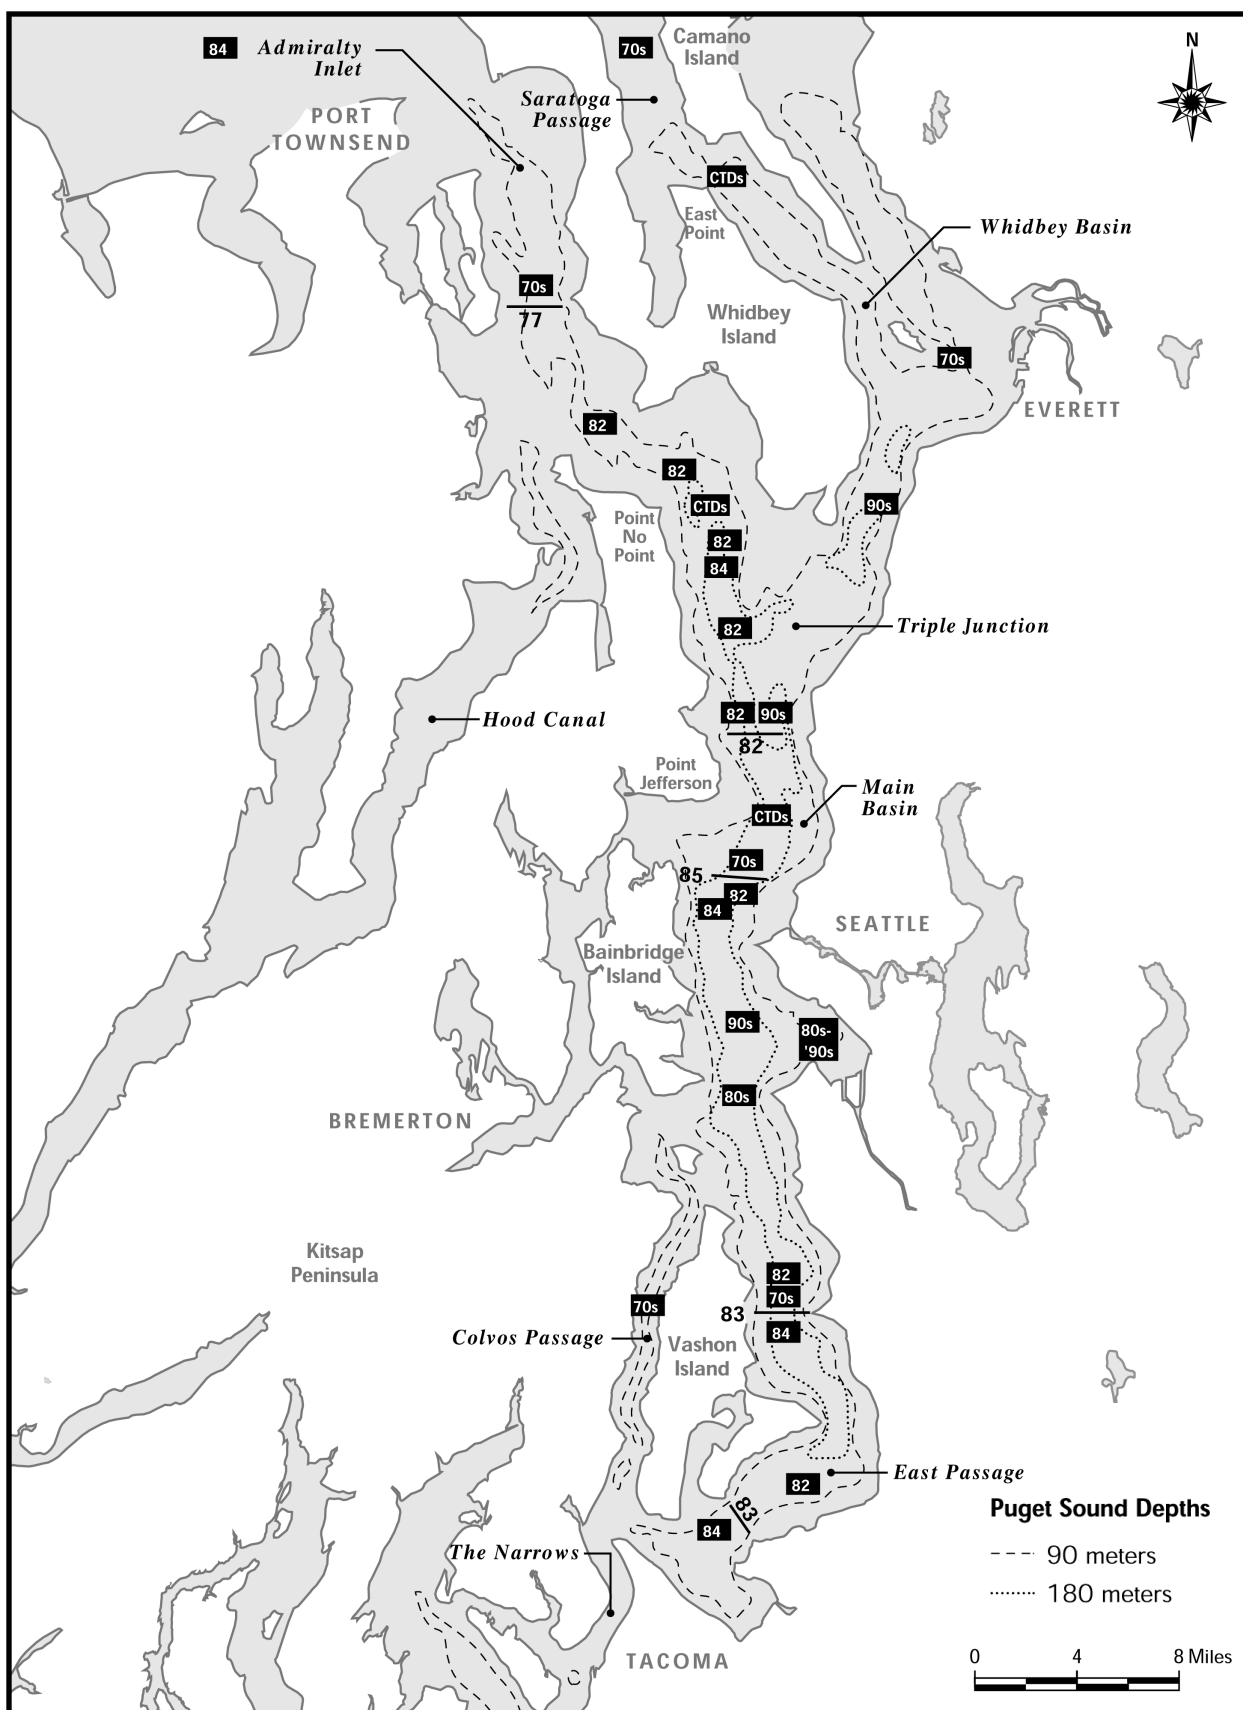 84
Admiralty
Inlet
70s
Camano
Island
N
Saratoga
Passage
PORT
TOWNSEND
CTDs
East
Point
Whidbey Basin
70s
77
Whidbey
Island
70s
EVERETT
82
82
CTDs
90s
Point
No
Point
82
84
82
Triple Junction
82
90s
Hood Canal
82
Point
Jefferson
Main
Basin
CTDs
70s
85
82
84
SEATTLE
Bainbridge
Island
90s
80s-
'90s
80s
BREMERTON
Kitsap
Peninsula
82
70s
70s
83
84
Colvos Passage
Vashon
Island
East Passage
82
83
84
The Narrows
TACOMA
Puget Sound Depths
90 meters
180 meters
0 4 8 Miles